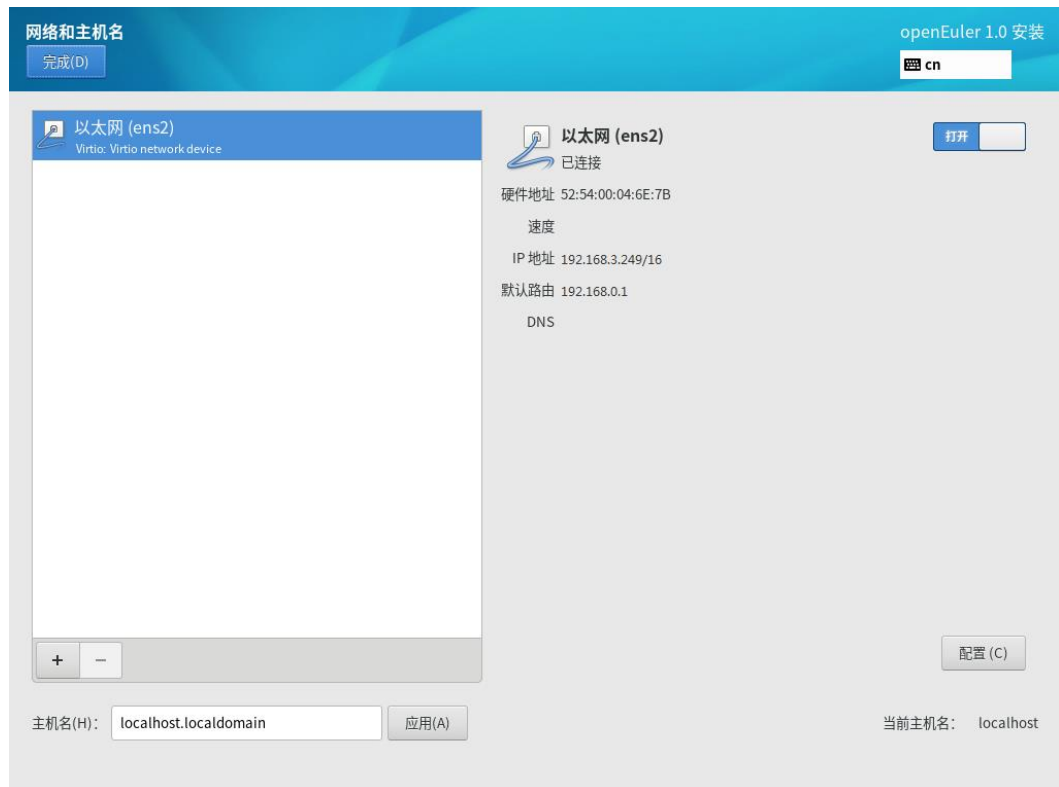 网络和主机名
openEuler 1.0 安装
完成(D)
cn
以太网 (ens2)
Virtio: Virtio network device
以太网 (ens2)
已连接
打开
硬件地址 52:54:00:04:6E:7B
速度
IP 地址 192.168.3.249/16
默认路由 192.168.0.1
DNS
+ −
配置 (C)
主机名(H)： localhost.localdomain 应用(A)
当前主机名： localhost